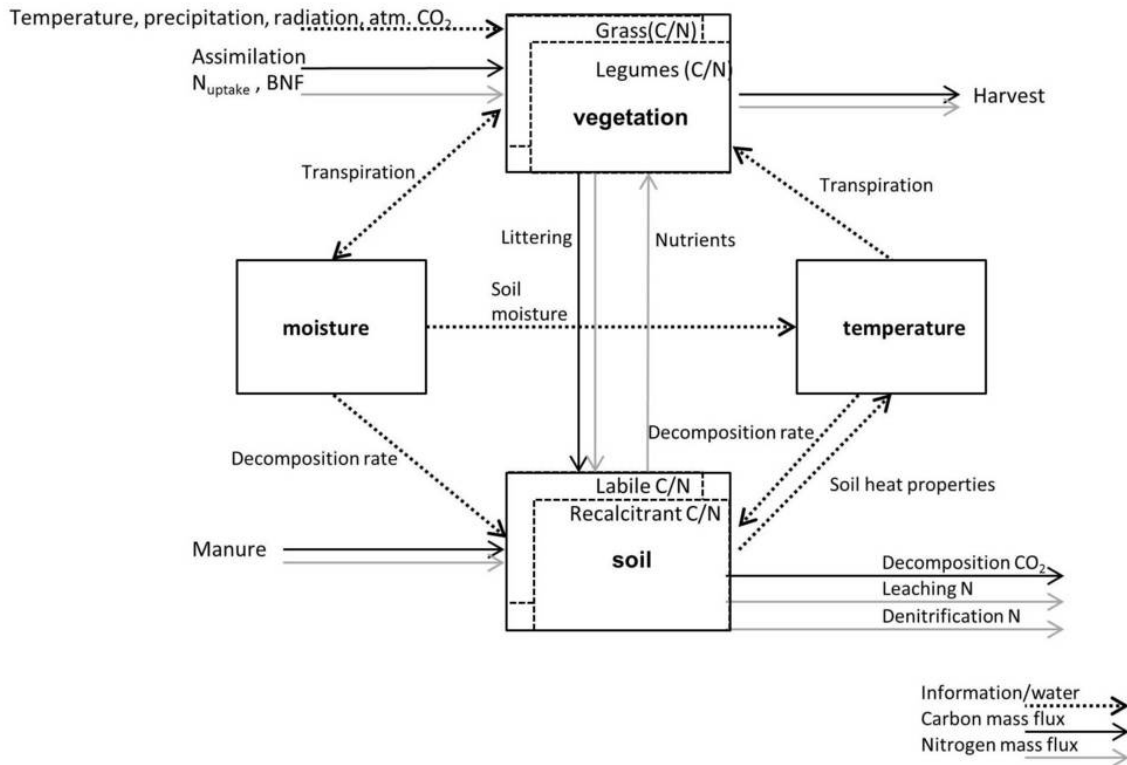 Temperature, precipitation, radiation, atm. CO₂
Grass(C/N)
Assimilation
Legumes (C/N)
N_uptake , BNF
Harvest
vegetation
Transpiration
Transpiration
Littering
Nutrients
Soil
moisture
moisture
temperature
Decomposition rate
Decomposition rate
Soil heat properties
Labile C/N
Recalcitrant C/N
Manure
soil
Decomposition CO₂
Leaching N
Denitrification N
Information/water
Carbon mass flux
Nitrogen mass flux